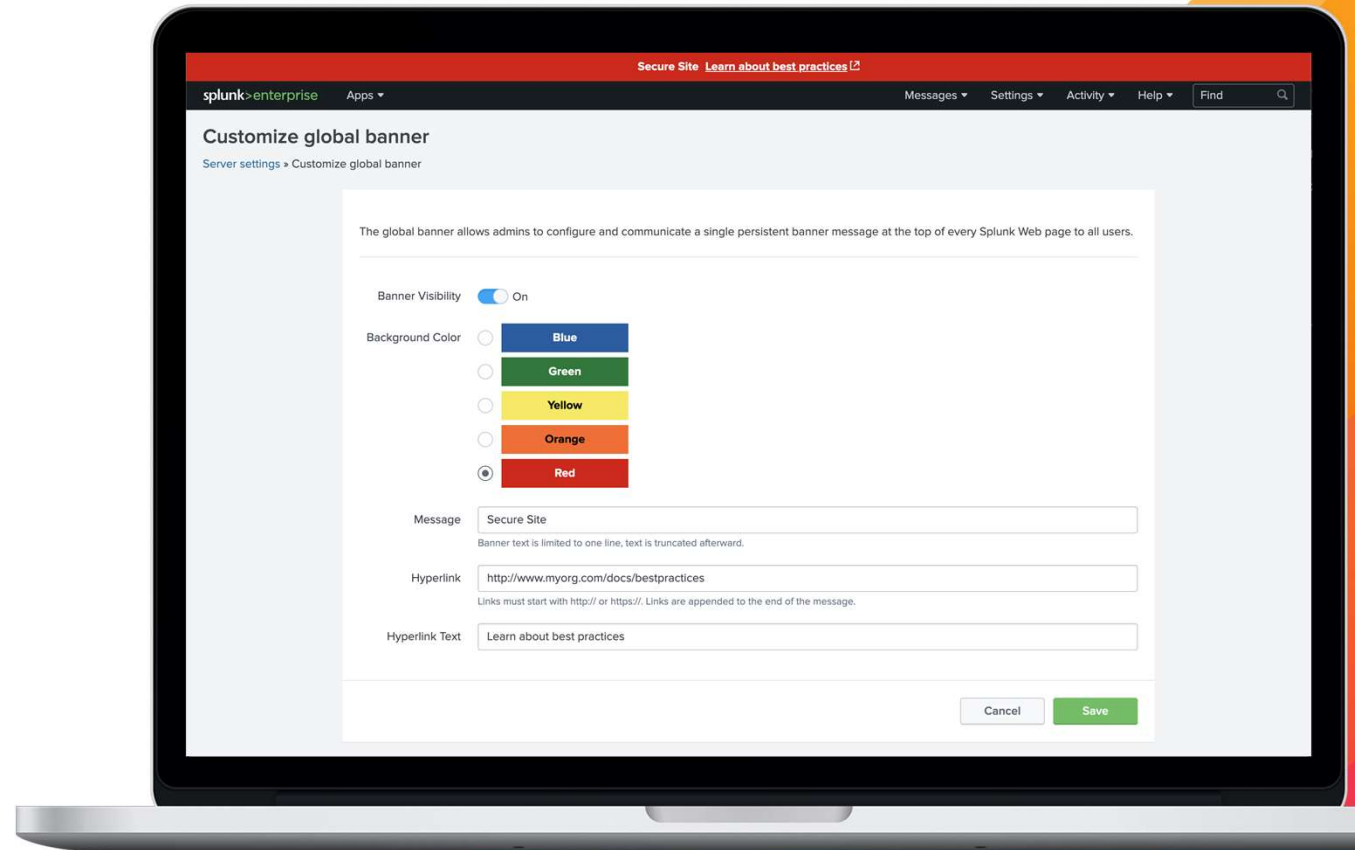 Secure Site Learn about best practices
splunk>enterprise Apps Messages Settings Activity Help Find
Customize global banner
Server settings » Customize global banner
The global banner allows admins to configure and communicate a single persistent banner message at the top of every Splunk Web page to all users.
Banner Visibility On
Background Color Blue
Green
Yellow
Orange
Red
Message Secure Site
Banner text is limited to one line, text is truncated afterward.
Hyperlink http://www.myorg.com/docs/bestpractices
Links must start with http:// or https://. Links are appended to the end of the message.
Hyperlink Text Learn about best practices
Cancel Save